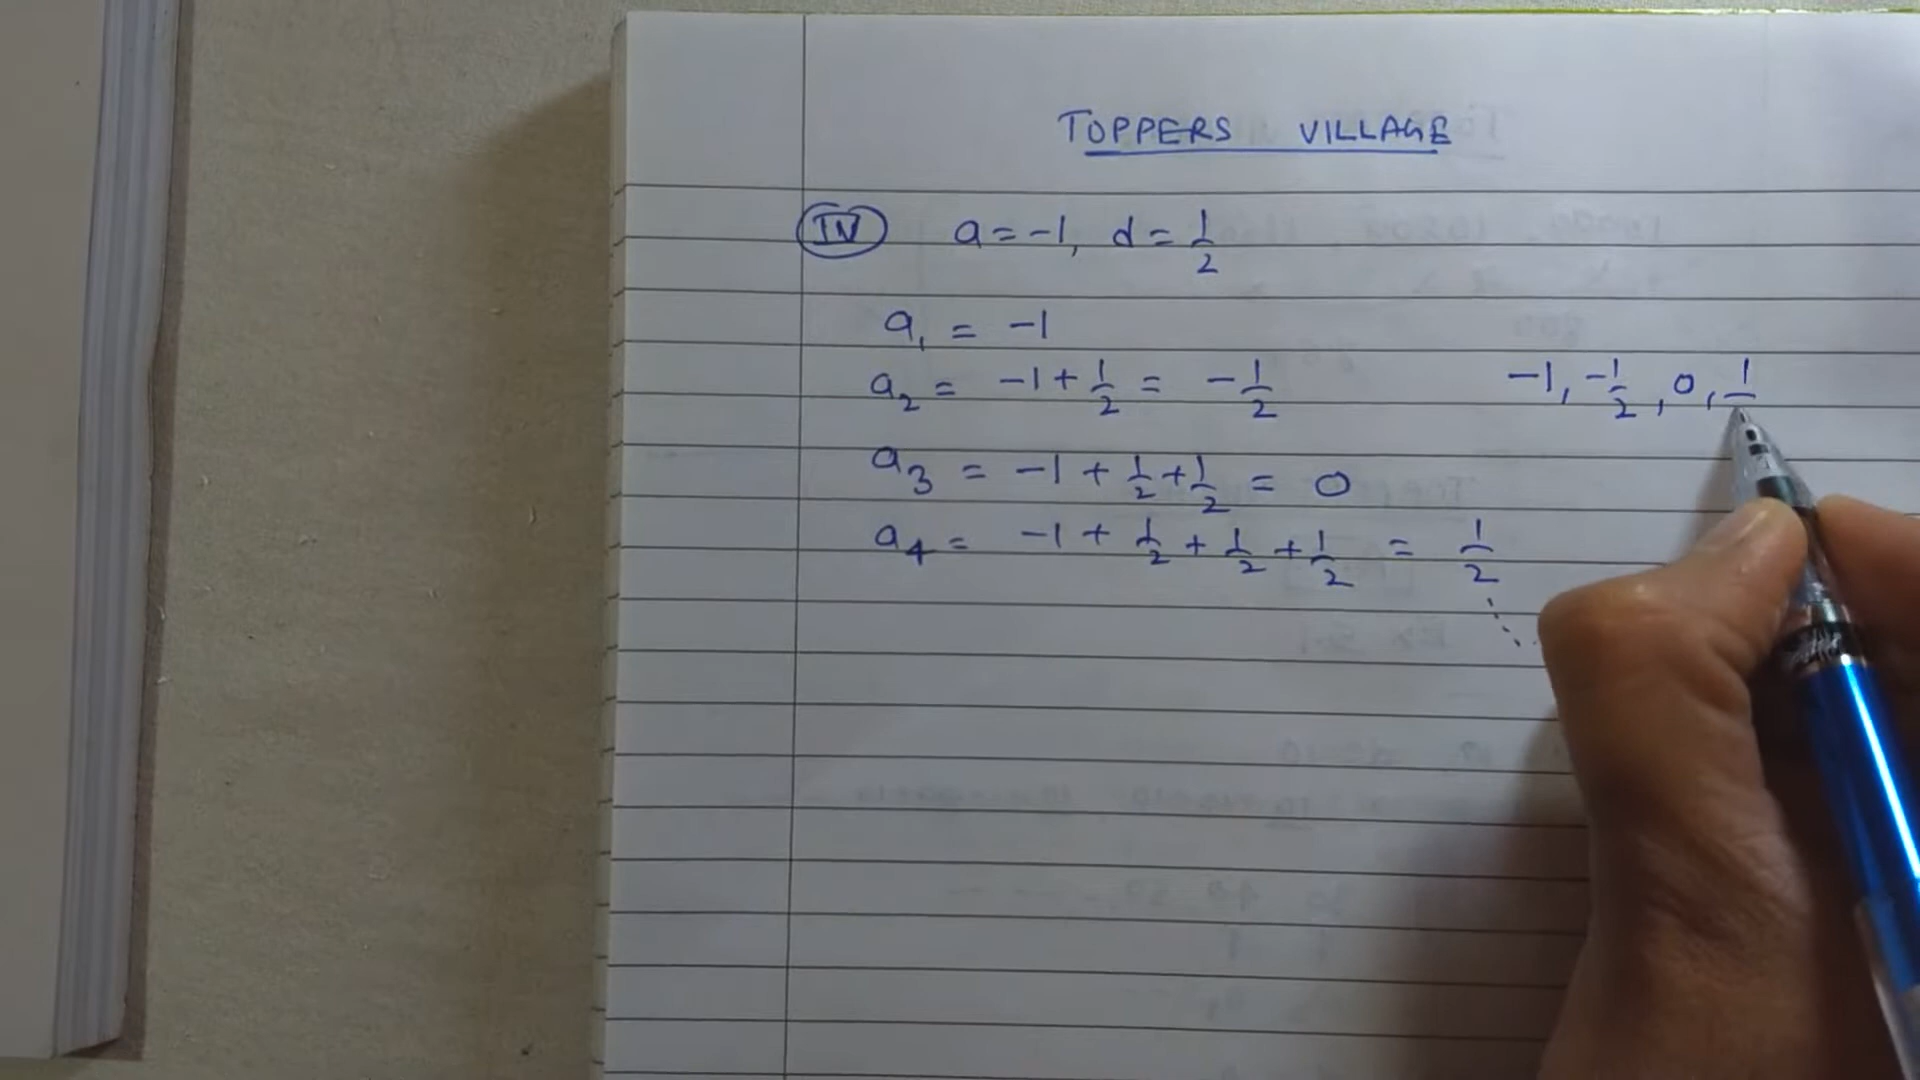 TOPPERS VILLAGE
IV a = -1, d = 1/2
a₁ = -1
a₂ = -1 + 1/2 = -1/2
-1, -1/2, 0, 1/
a₃ = -1 + 1/2 + 1/2 = 0
a₄ = -1 + 1/2 + 1/2 + 1/2 = 1/2